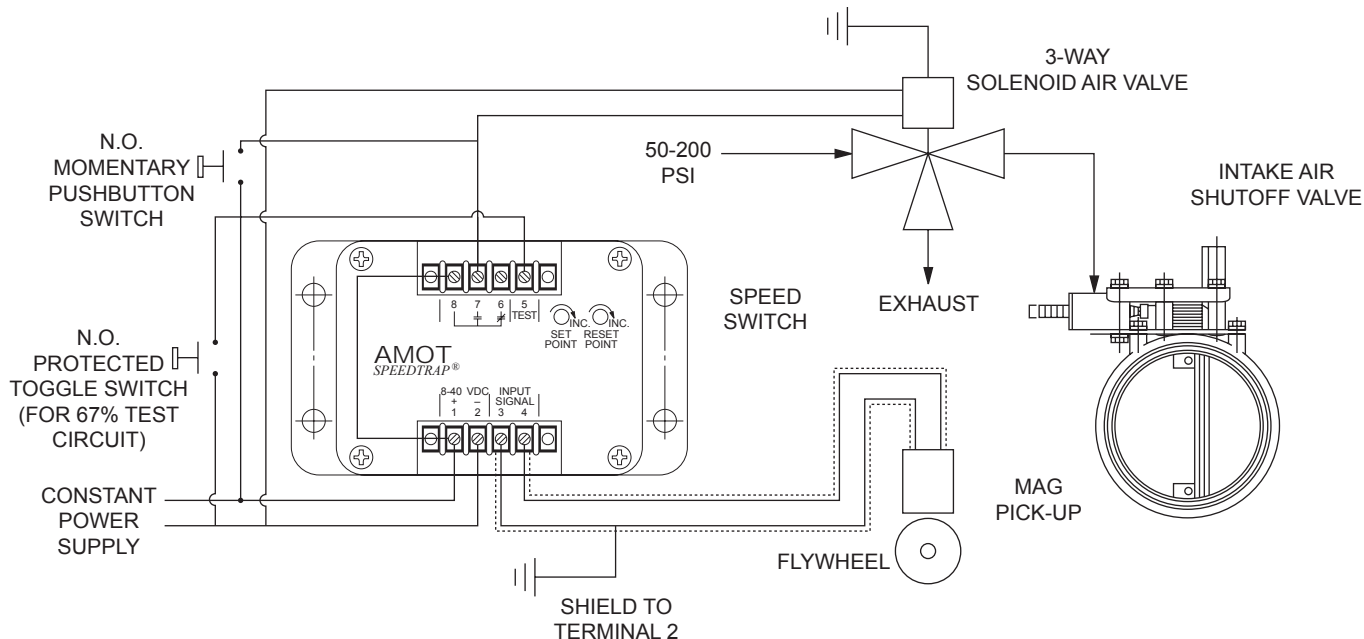 3-WAY
SOLENOID AIR VALVE
N.O.
MOMENTARY
PUSHBUTTON
SWITCH
50-200
PSI
INTAKE AIR
SHUTOFF VALVE
EXHAUST
SPEED
SWITCH
8 7 6 5
TEST
INC. INC.
SET POINT
RESET POINT
AMOT
SPEEDTRAP®
N.O.
PROTECTED
TOGGLE SWITCH
(FOR 67% TEST
CIRCUIT)
8-40 VDC
+ –
1 2
INPUT
SIGNAL
3 4
CONSTANT
POWER
SUPPLY
MAG
PICK-UP
FLYWHEEL
SHIELD TO
TERMINAL 2